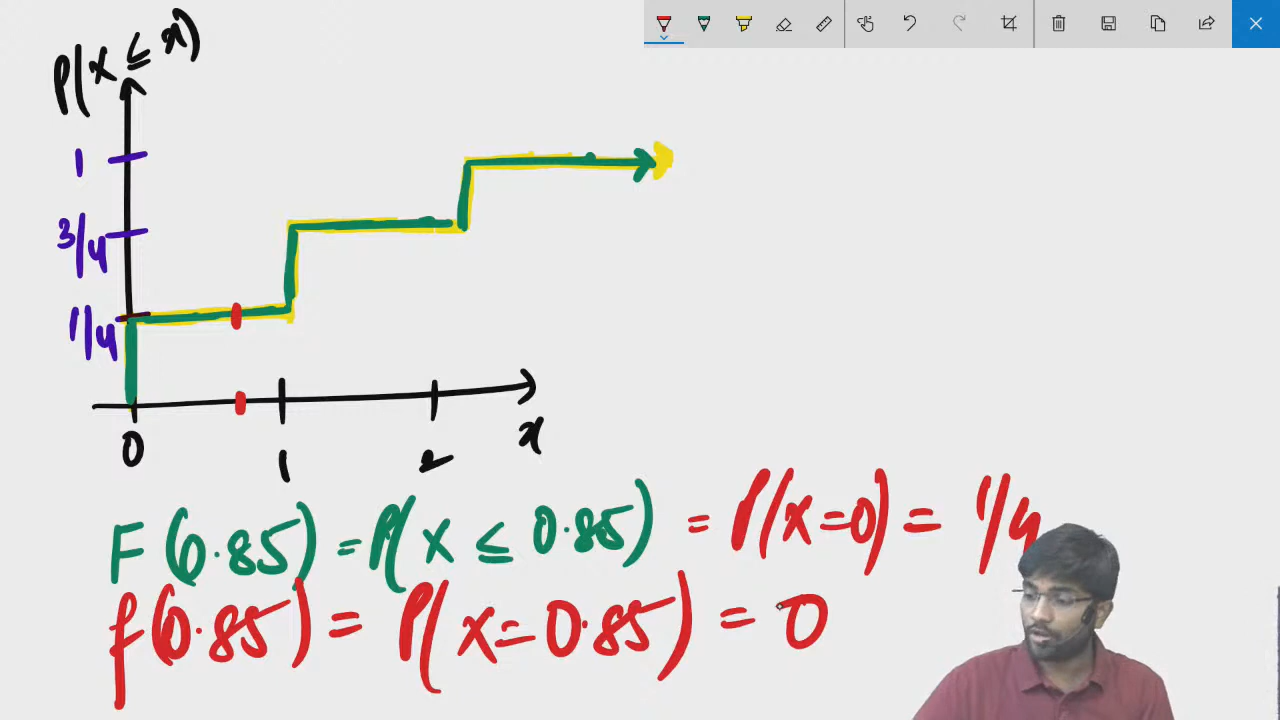 P(X ≤ x)
1
3/4
1/4
0
1
2
x
F(0.85) = P(X ≤ 0.85) = P(X=0) = 1/4
f(0.85) = P(X=0.85) = 0